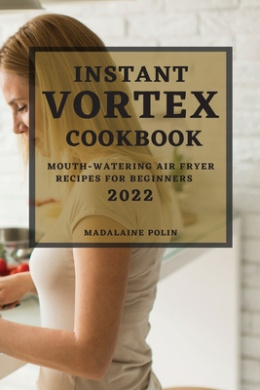 INSTANT
VORTEX
COOKBOOK
MOUTH-WATERING AIR FRYER
RECIPES FOR BEGINNERS
2022
MADALAINE POLIN